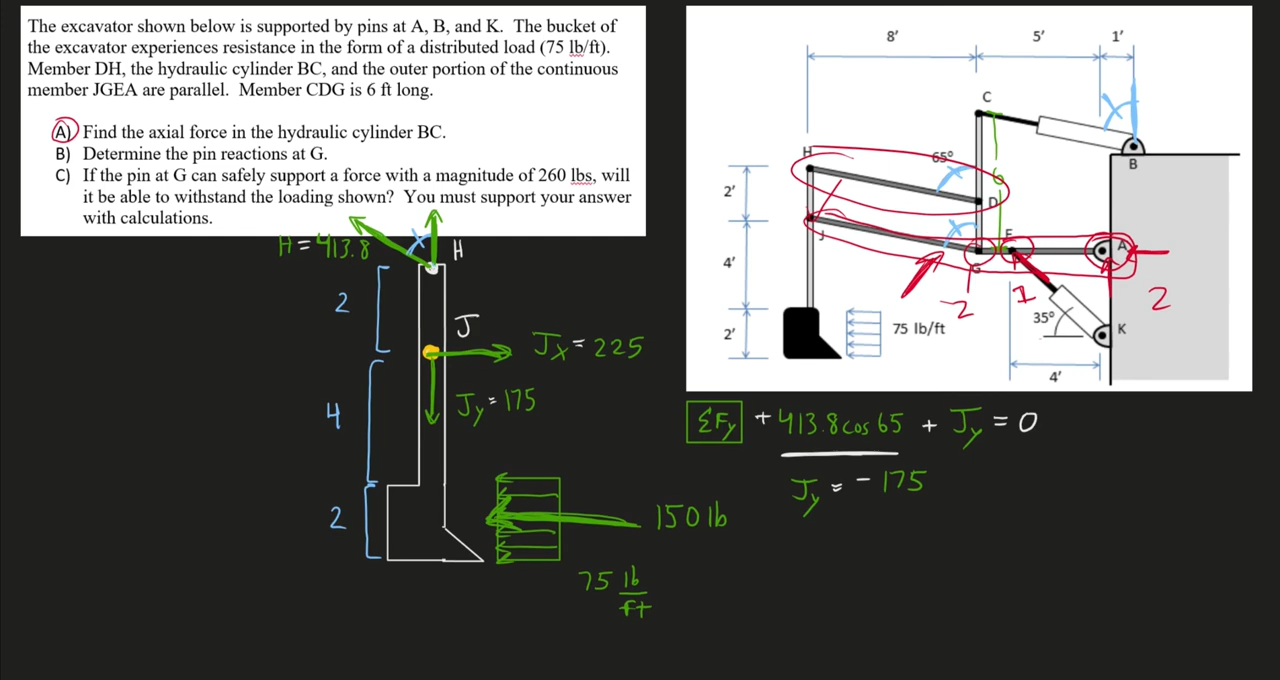 The excavator shown below is supported by pins at A, B, and K. The bucket of
the excavator experiences resistance in the form of a distributed load (75 lb/ft).
Member DH, the hydraulic cylinder BC, and the outer portion of the continuous
member JGEA are parallel. Member CDG is 6 ft long.
A) Find the axial force in the hydraulic cylinder BC.
B) Determine the pin reactions at G.
C) If the pin at G can safely support a force with a magnitude of 260 lbs, will
it be able to withstand the loading shown? You must support your answer
with calculations.
8' 5' 1'
C
H 65° B
2' D 6
J E A
4' G
2 1 2
75 lb/ft 35° K
2'
4'
H = 413.8 H
2
J
Jx = 225
4 Jy = 175
2 150 lb
75 lb/ft
ΣFy +413.8 cos 65 + Jy = 0
Jy = - 175